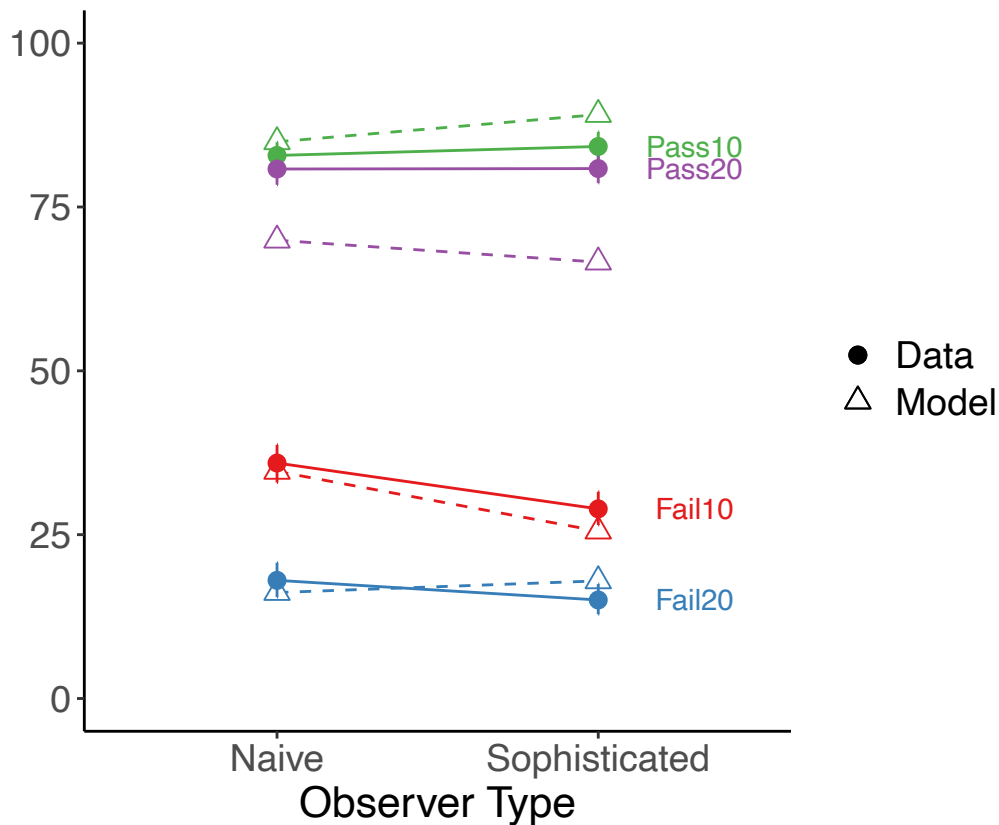 100
75
50
25
0
Pass10
Pass20
Fail10
Fail20
Data
Model
Naive
Sophisticated
Observer Type